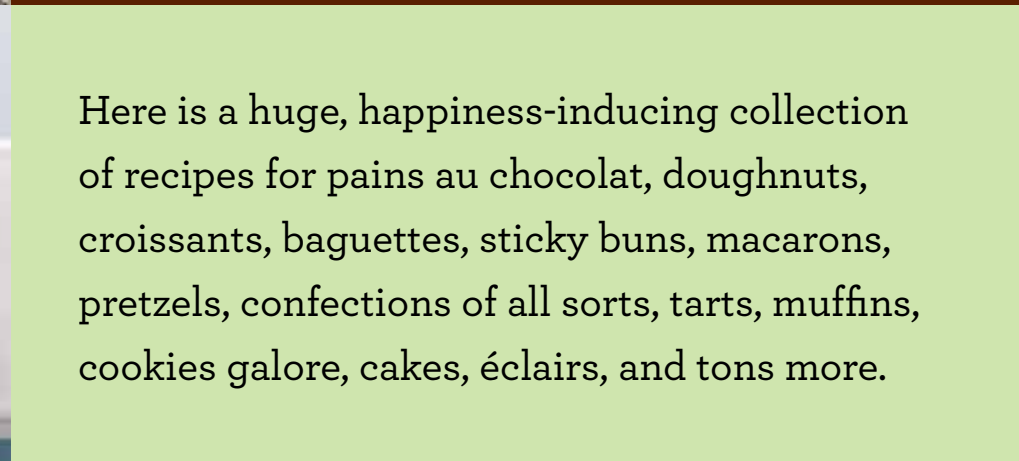 Here is a huge, happiness-inducing collection
of recipes for pains au chocolat, doughnuts,
croissants, baguettes, sticky buns, macarons,
pretzels, confections of all sorts, tarts, muffins,
cookies galore, cakes, éclairs, and tons more.